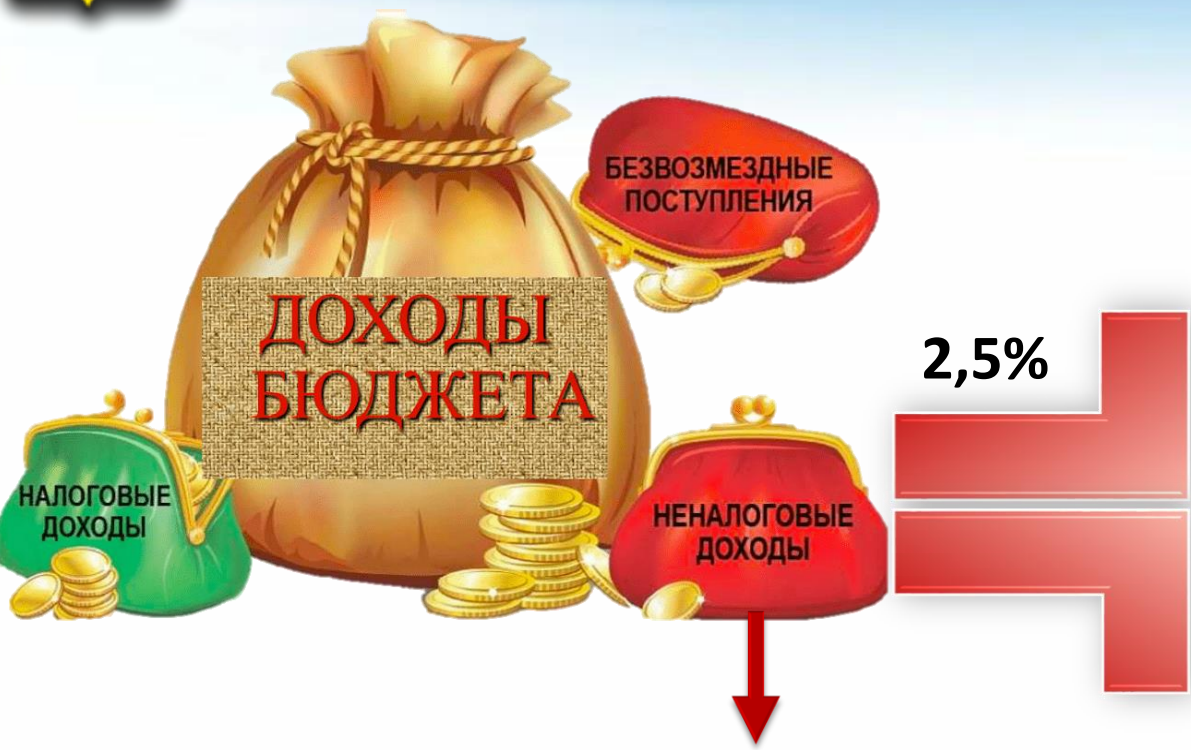 БЕЗВОЗМЕЗДНЫЕ
ПОСТУПЛЕНИЯ
ДОХОДЫ
БЮДЖЕТА
2,5%
НАЛОГОВЫЕ
ДОХОДЫ
НЕНАЛОГОВЫЕ
ДОХОДЫ